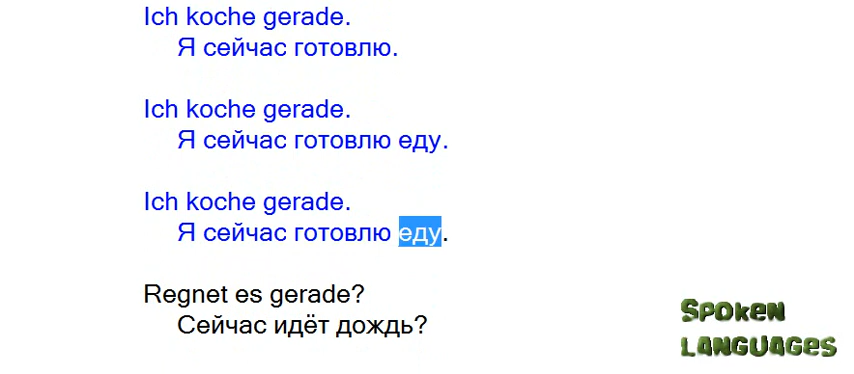 Ich koche gerade.
Я сейчас готовлю.
Ich koche gerade.
Я сейчас готовлю еду.
Ich koche gerade.
Я сейчас готовлю еду.
Regnet es gerade?
Сейчас идёт дождь?
Spoken
Languages